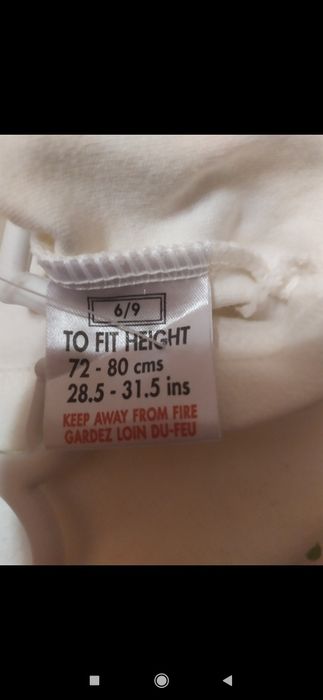 6/9
TO FIT HEIGHT
72 - 80 cms
28.5 - 31.5 ins
KEEP AWAY FROM FIRE
GARDEZ LOIN DU-FEU